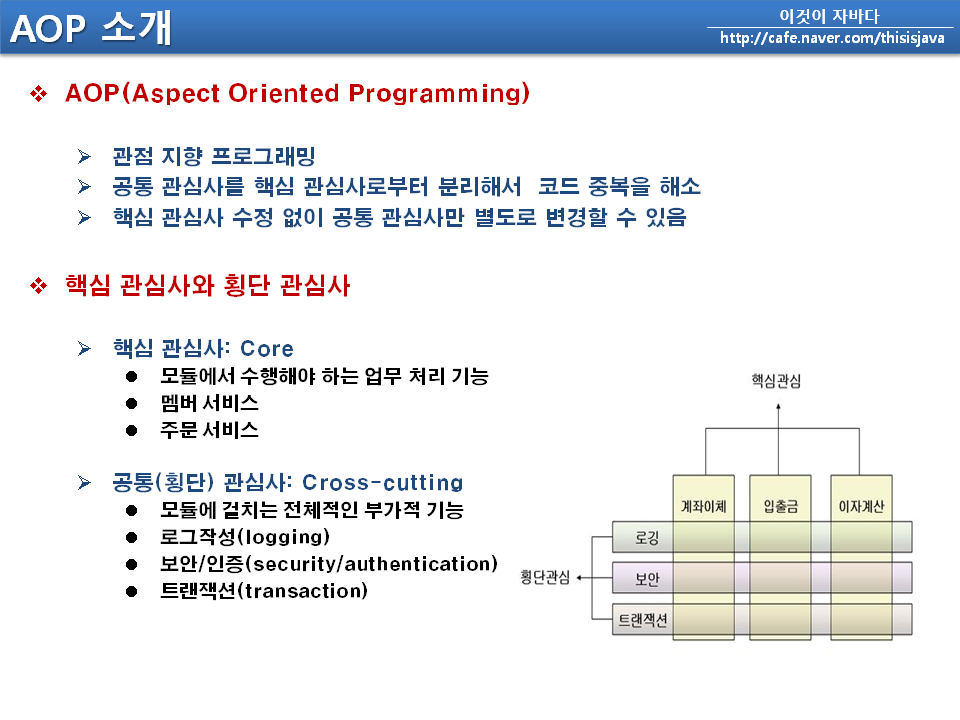 AOP 소개
이것이 자바다
http://cafe.naver.com/thisisjava
AOP(Aspect Oriented Programming)
관점 지향 프로그래밍
공통 관심사를 핵심 관심사로부터 분리해서 코드 중복을 해소
핵심 관심사 수정 없이 공통 관심사만 별도로 변경할 수 있음
핵심 관심사와 횡단 관심사
핵심 관심사: Core
모듈에서 수행해야 하는 업무 처리 기능
멤버 서비스
주문 서비스
공통(횡단) 관심사: Cross-cutting
모듈에 걸치는 전체적인 부가적 기능
로그작성(logging)
보안/인증(security/authentication)
트랜잭션(transaction)
핵심관심
계좌이체 입출금 이자계산
로깅
횡단관심
보안
트랜잭션